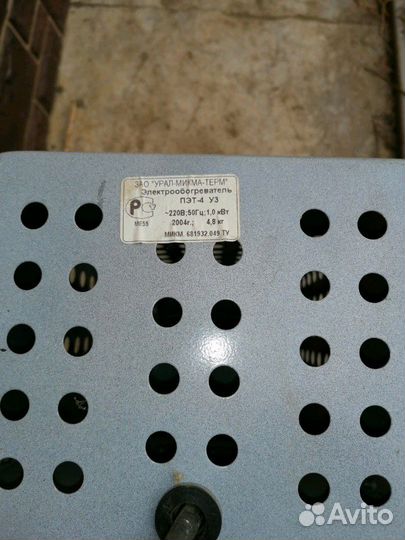 ЗАО "УРАЛ-МИКМА-ТЕРМ"
Электрообогреватель
ПЭТ-4 У3
~220В;50Гц;1,0 кВт
2004г.; 4,8 кг
МЕ55
МИКМ. 681932.049 ТУ
Avito